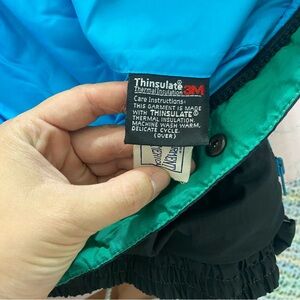 Thinsulate® 3M
Thermal Insulation
Care Instructions:
THIS GARMENT IS MADE
WITH THINSULATE®
THERMAL INSULATION
MACHINE WASH WARM,
DELICATE CYCLE.
(OVER)